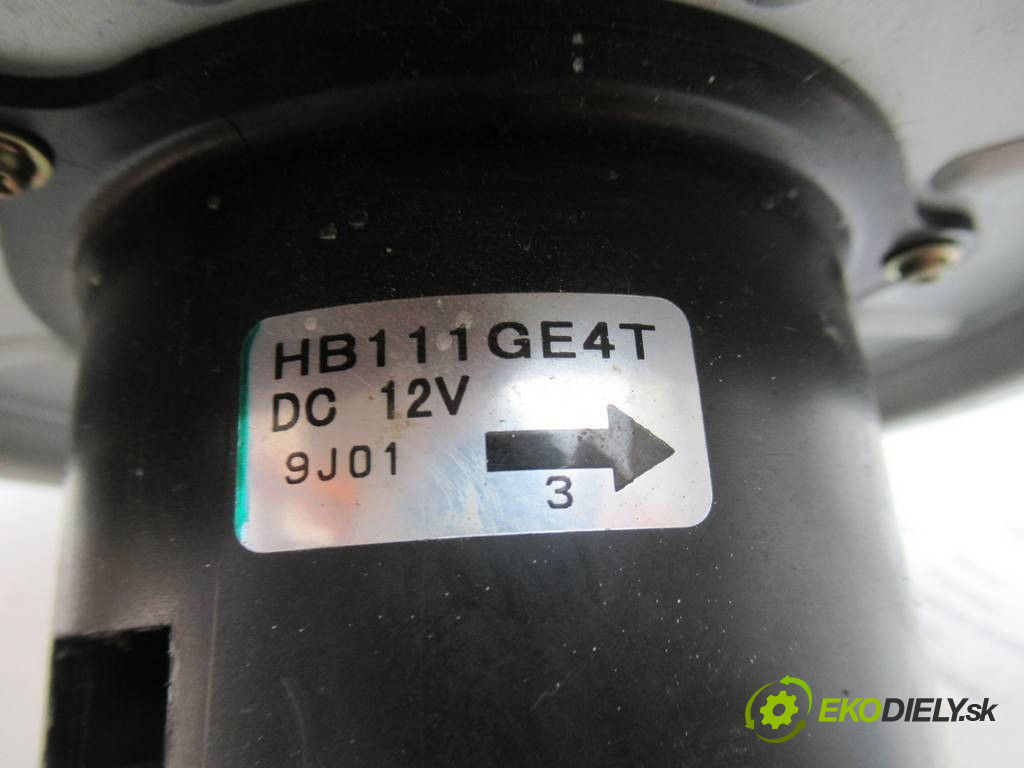 HB111GE4T
DC 12V
9J01
3
EKODIELY.sk